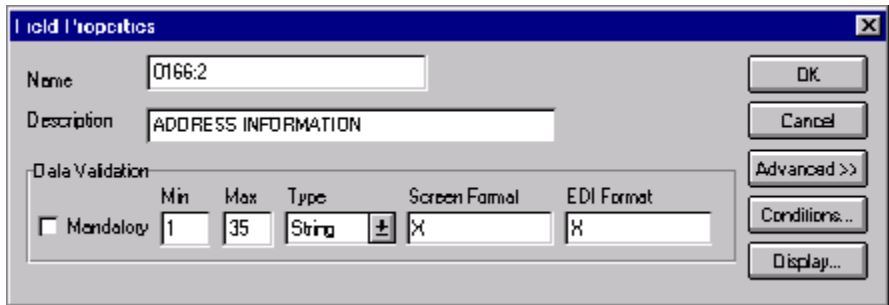 Field Properties
Name 0166:2
Description ADDRESS INFORMATION
Data Validation
Min Max Type Screen Format EDI Format
Mandatory 1 35 String X X
OK
Cancel
Advanced >>
Conditions...
Display...